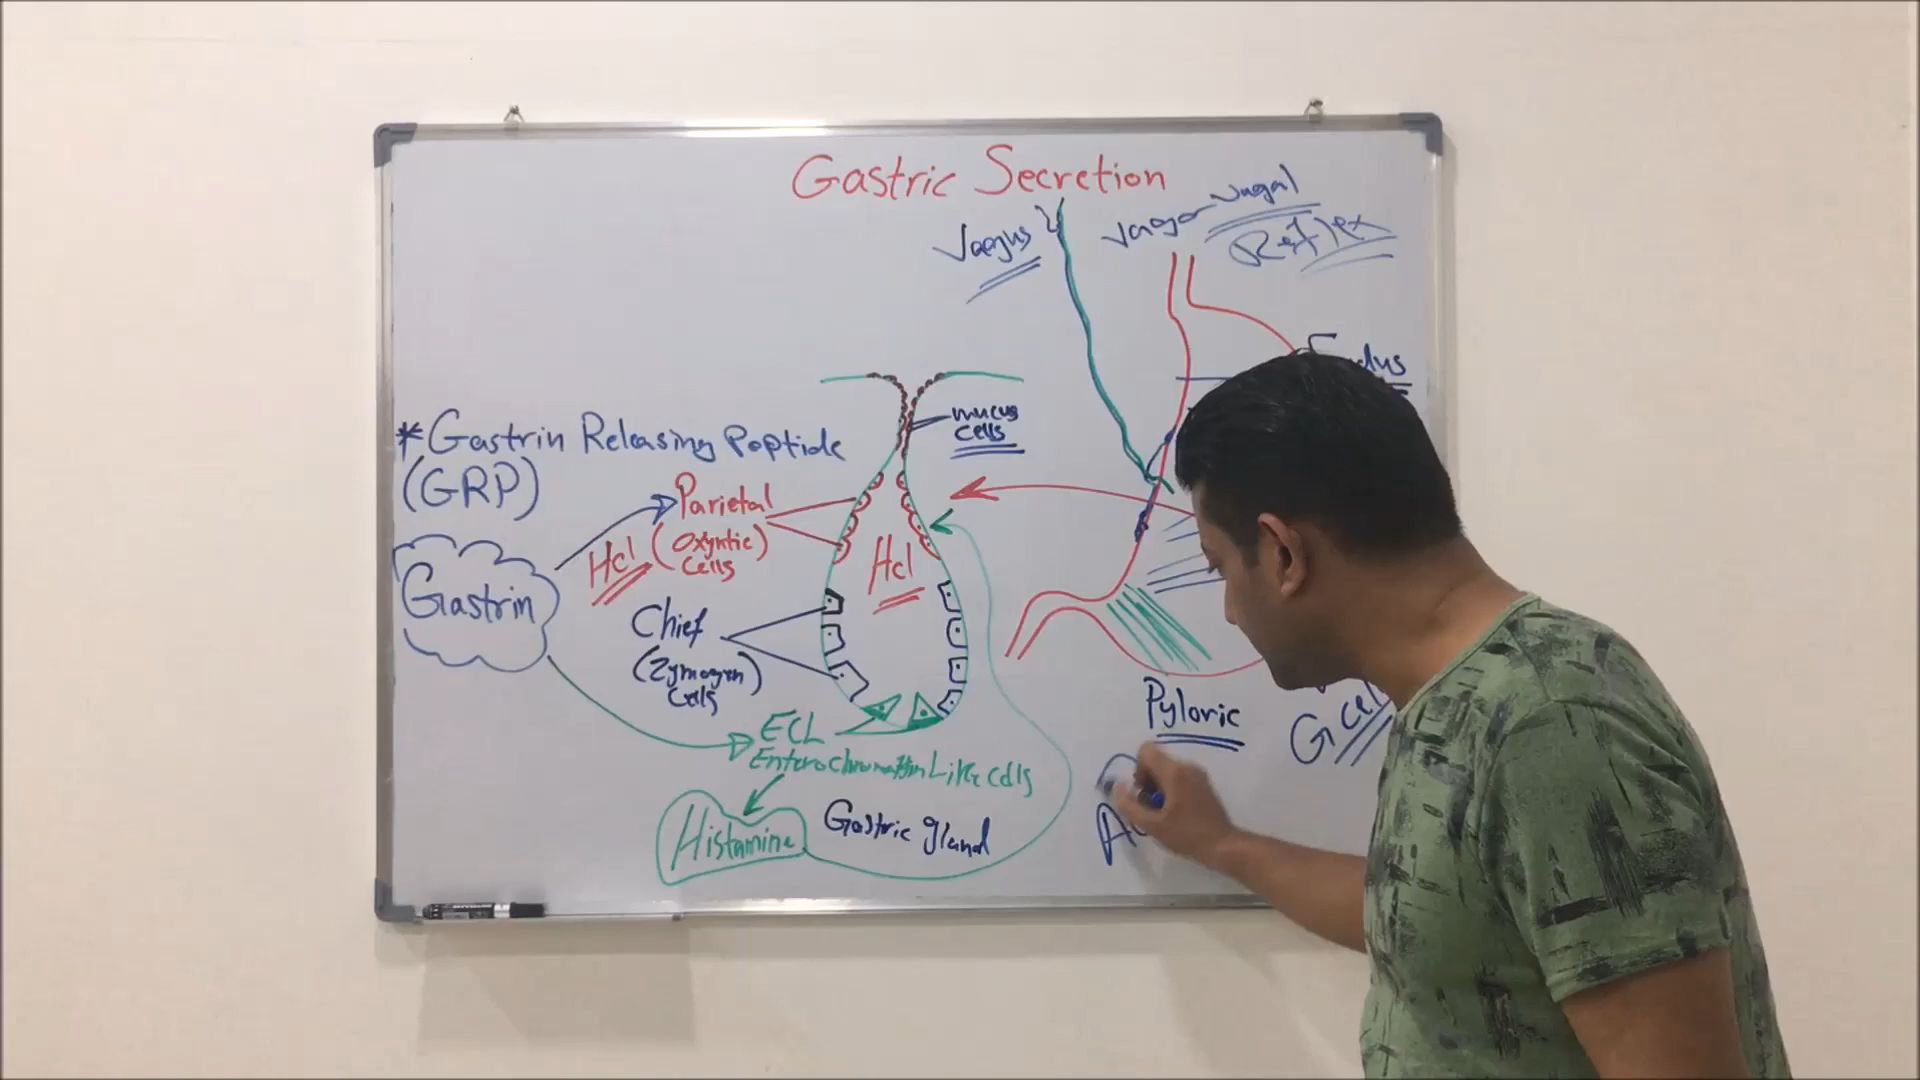 Gastric Secretion
Vagus
vago-vagal
Reflex
mucus
cells
*Gastrin Releasing Peptide
(GRP)
Parietal
(Oxyntic)
cells
Hcl
Hcl
Gastrin
Chief
(Zymogen)
Cells
Pyloric
G cell
ECL
Enterochromaffin Like cells
Histamine
Gastric gland